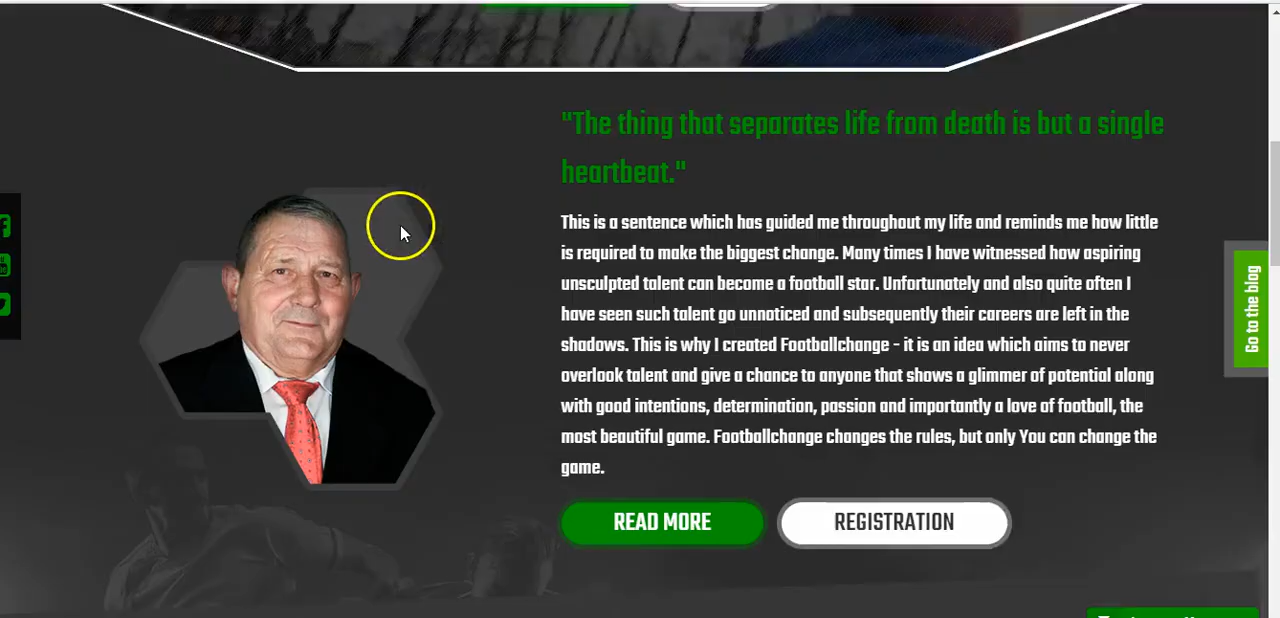 "The thing that separates life from death is but a single
heartbeat."
This is a sentence which has guided me throughout my life and reminds me how little
is required to make the biggest change. Many times I have witnessed how aspiring
unsculpted talent can become a football star. Unfortunately and also quite often I
have seen such talent go unnoticed and subsequently their careers are left in the
shadows. This is why I created Footballchange - it is an idea which aims to never
overlook talent and give a chance to anyone that shows a glimmer of potential along
with good intentions, determination, passion and importantly a love of football, the
most beautiful game. Footballchange changes the rules, but only You can change the
game.
READ MORE
REGISTRATION
Go to the blog